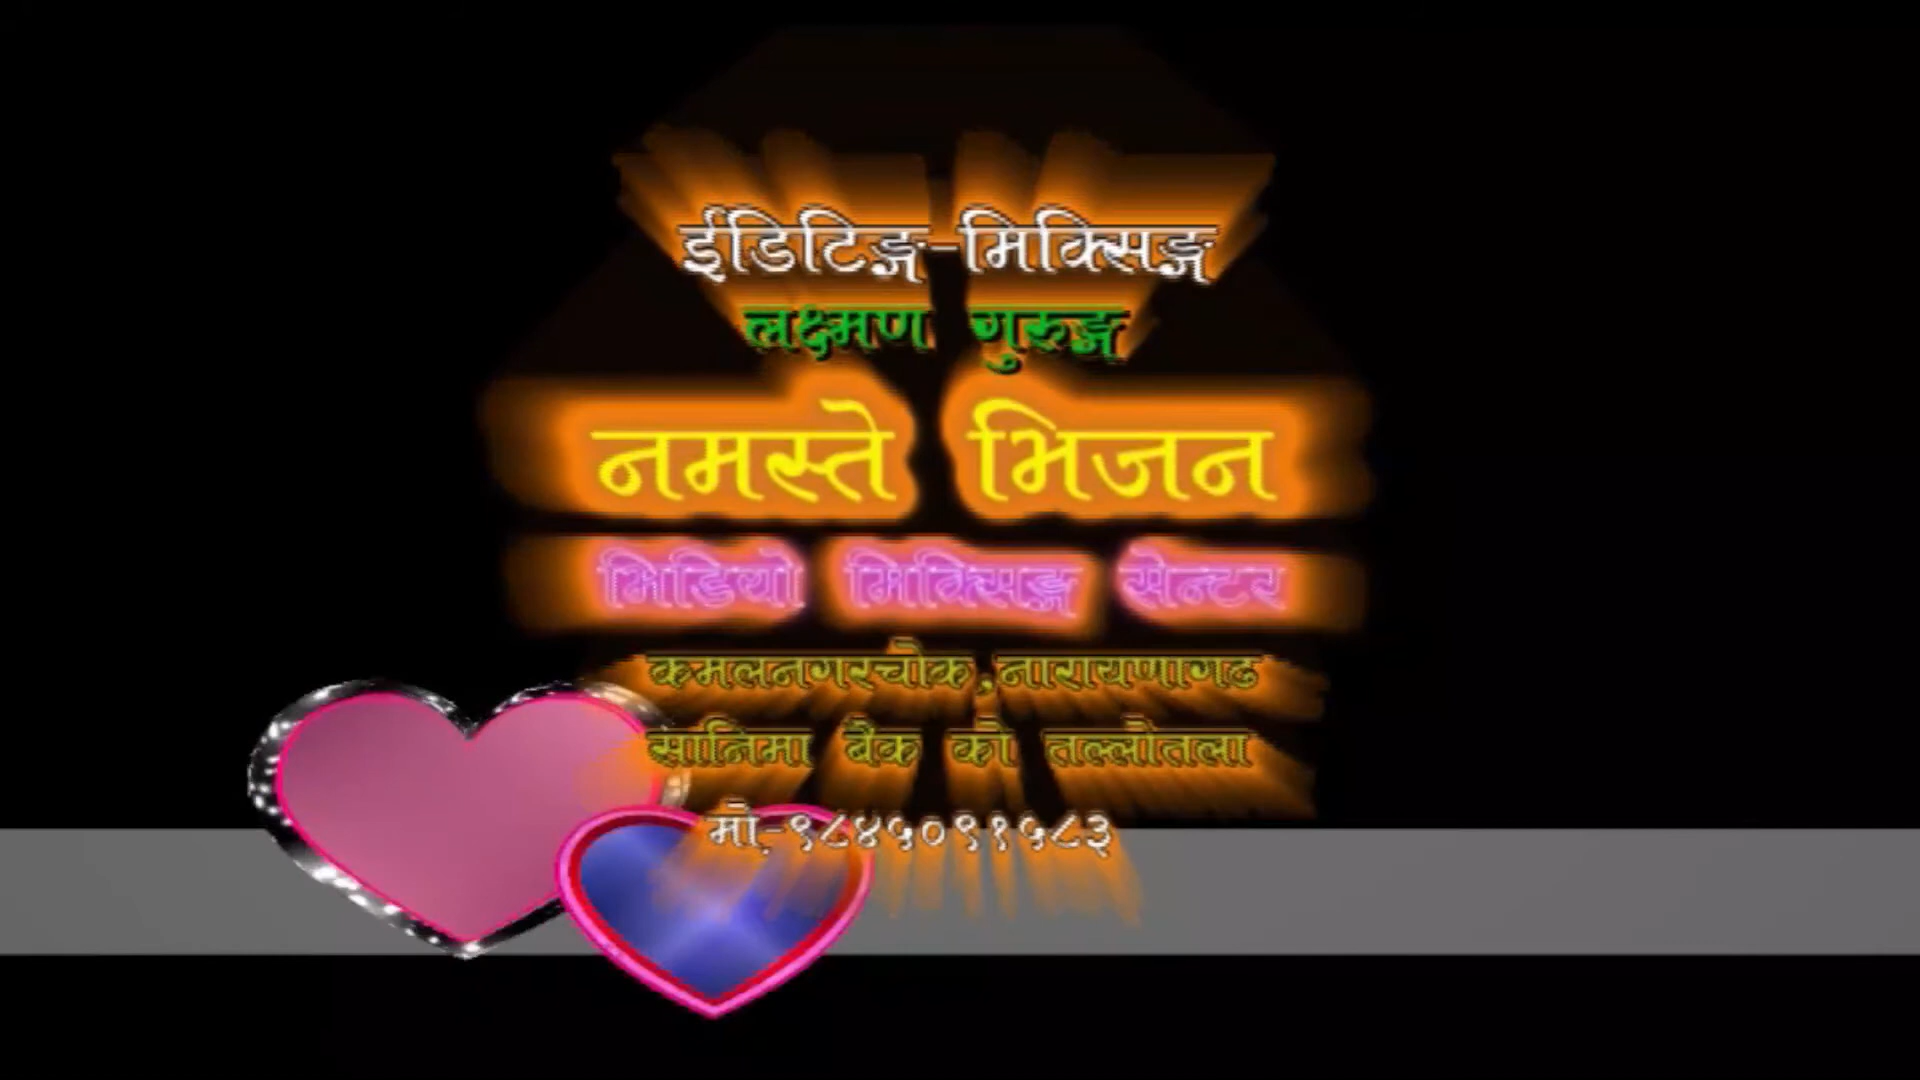 ईडिटिङ्ग-मिक्सिङ्ग
लक्ष्मण गुरुङ्ग
नमस्ते भिजन
भिडियो मिक्सिङ्ग सेन्टर
कमलनगरचोक,नारायणगढ
सानिमा बैंक को तल्लोतला
मो.-९८४५०९१५८३